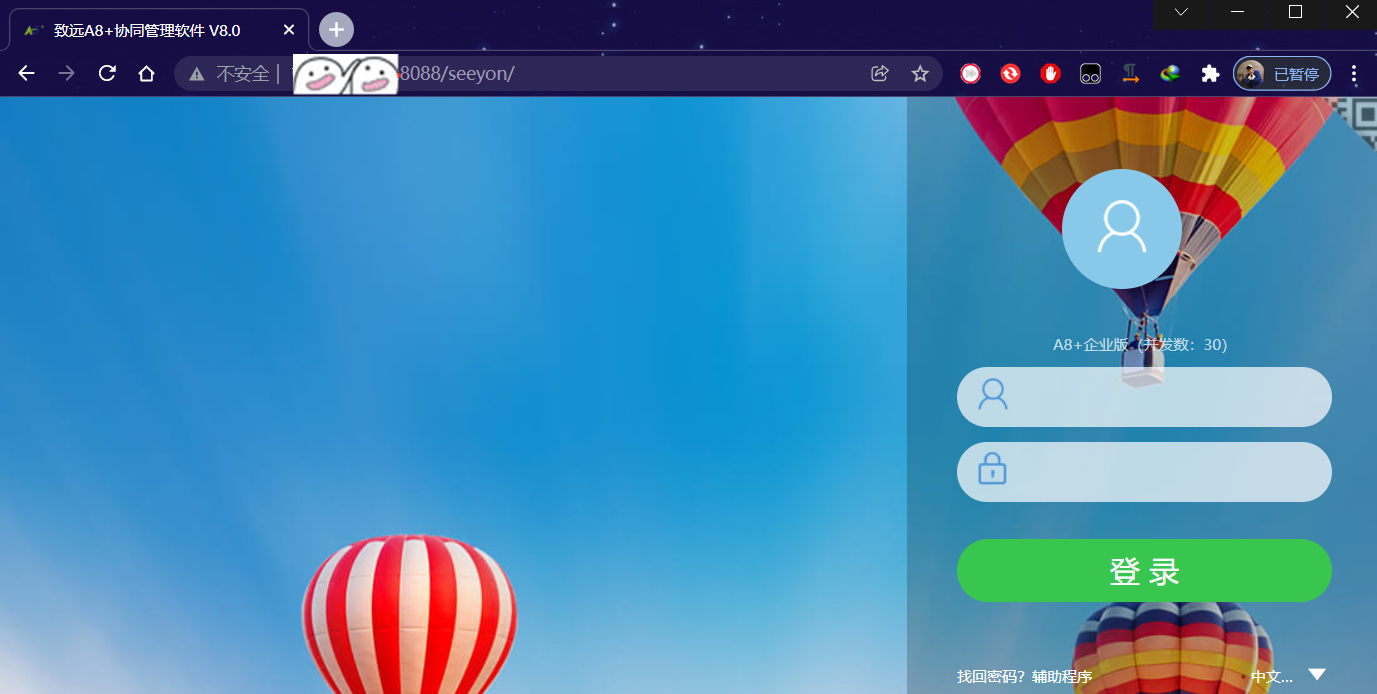 致远A8+协同管理软件 V8.0
不安全
8088/seeyon/
已暂停
A8+企业版（并发数：30）
登 录
找回密码？ 辅助程序
中文...